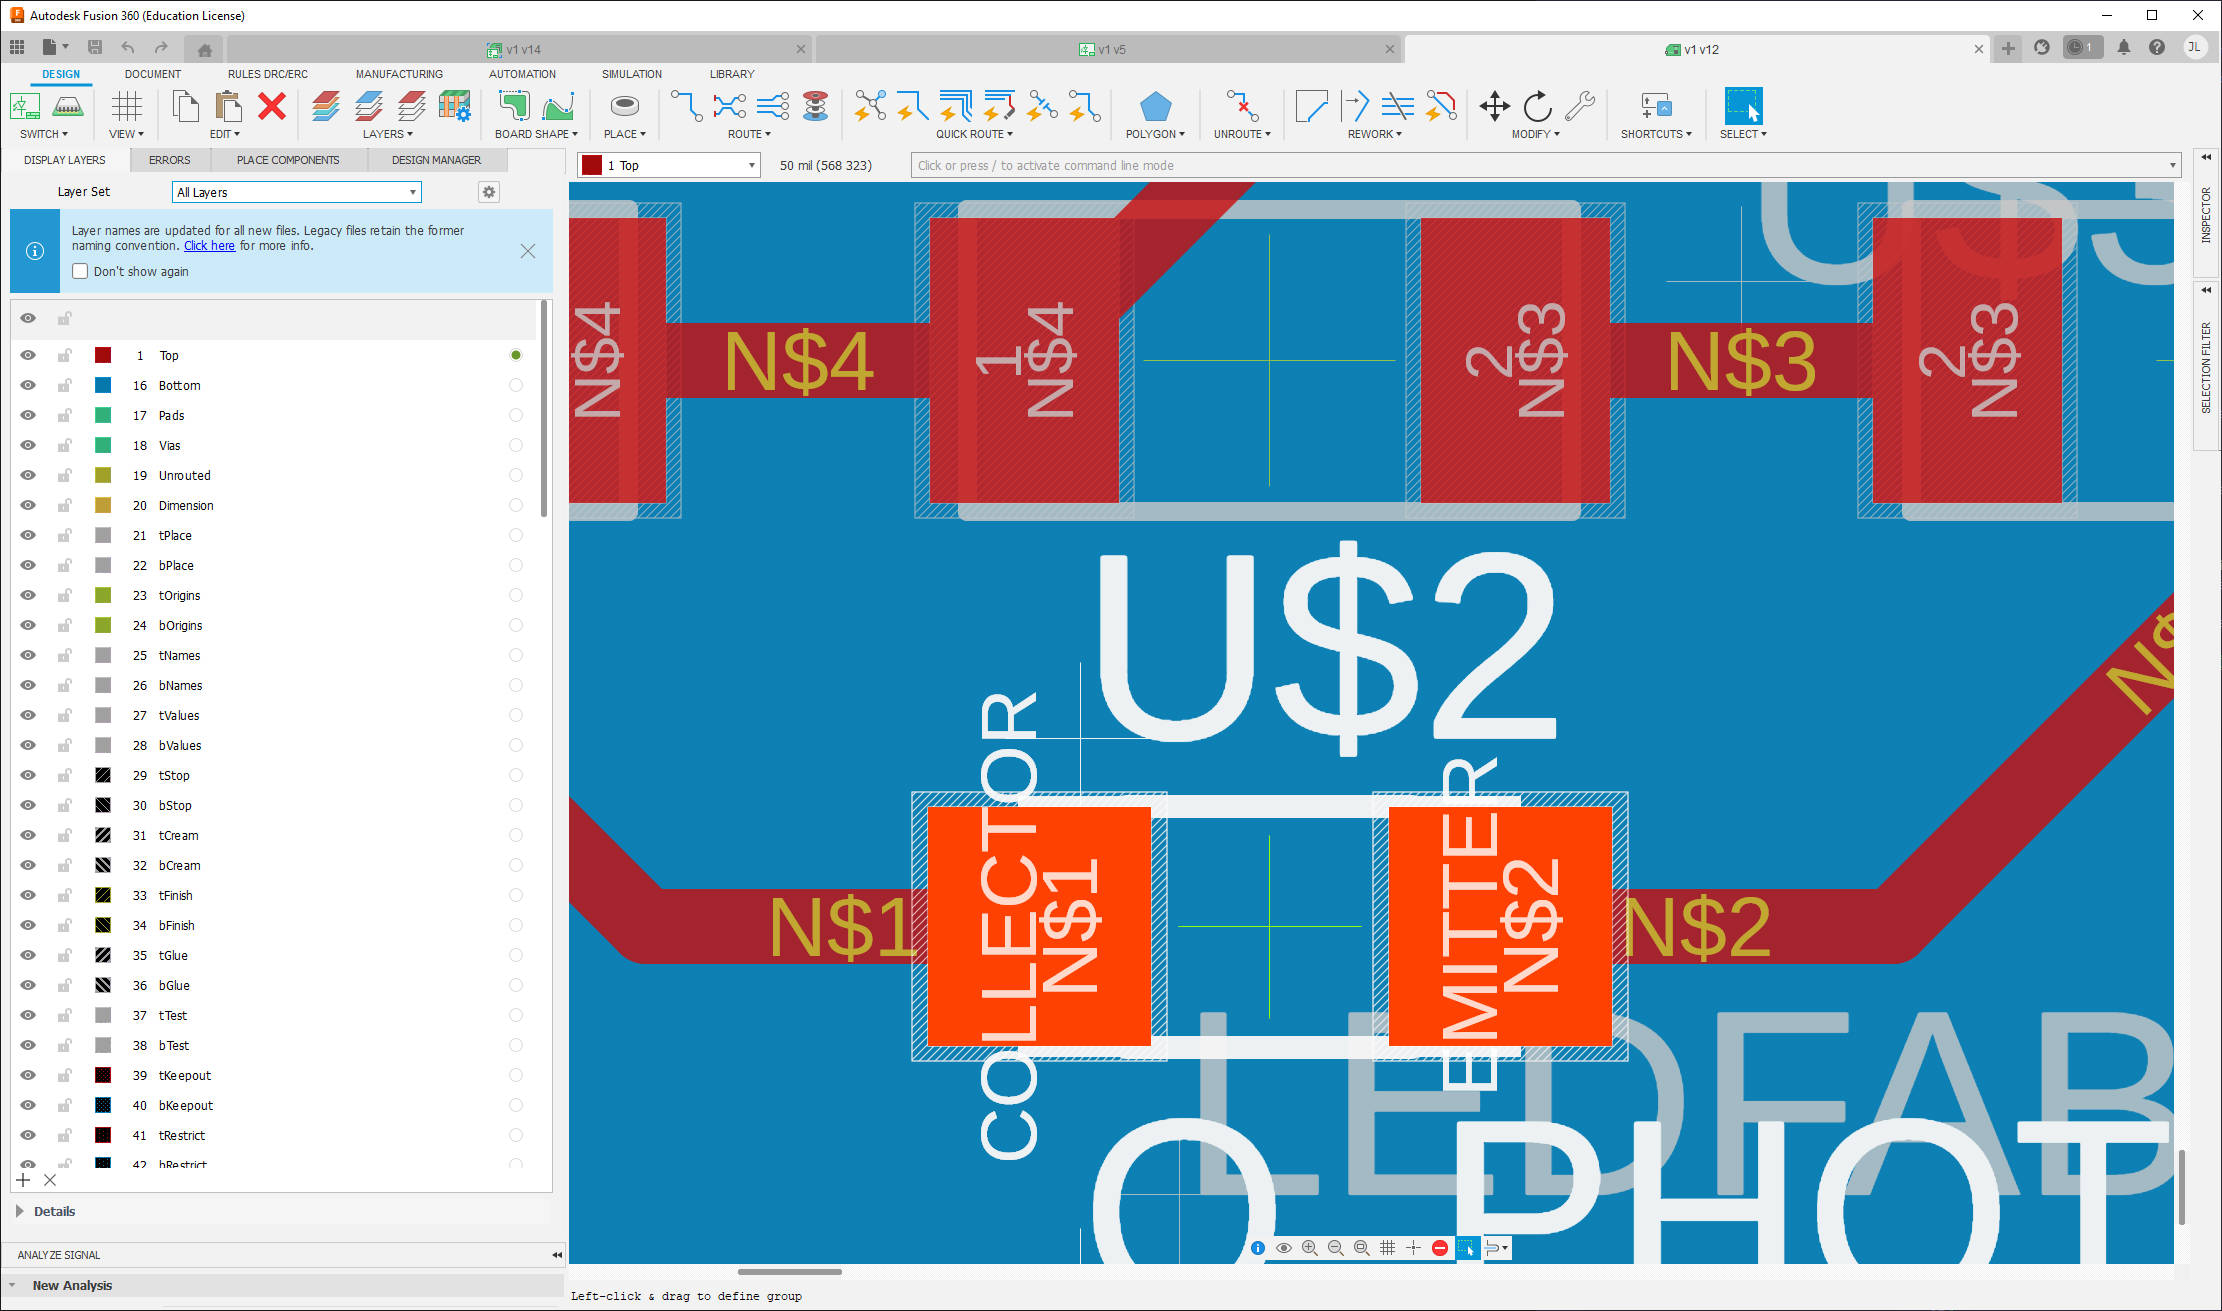 Autodesk Fusion 360 (Education License)
v1 v14
v1 v5
v1 v12
1
JL
DESIGN
DOCUMENT
RULES DRC/ERC
MANUFACTURING
AUTOMATION
SIMULATION
LIBRARY
SWITCH
VIEW
EDIT
LAYERS
BOARD SHAPE
PLACE
ROUTE
QUICK ROUTE
POLYGON
UNROUTE
REWORK
MODIFY
SHORTCUTS
SELECT
DISPLAY LAYERS
ERRORS
PLACE COMPONENTS
DESIGN MANAGER
1 Top
50 mil (568 323)
Click or press / to activate command line mode
Layer Set
All Layers
Layer names are updated for all new files. Legacy files retain the former
naming convention. Click here for more info.
Don't show again
1 Top
16 Bottom
17 Pads
18 Vias
19 Unrouted
20 Dimension
21 tPlace
22 bPlace
23 tOrigins
24 bOrigins
25 tNames
26 bNames
27 tValues
28 bValues
29 tStop
30 bStop
31 tCream
32 bCream
33 tFinish
34 bFinish
35 tGlue
36 bGlue
37 tTest
38 bTest
39 tKeepout
40 bKeepout
41 tRestrict
42 bRestrict
Details
ANALYZE SIGNAL
New Analysis
N$4
N$4
1
N$4
2
N$3
N$3
2
N$3
U$2
COLLECTOR
N$1
N$1
EMITTER
N$2
N$2
N$
LEDFAB
O PHOT
INSPECTOR
SELECTION FILTER
Left-click & drag to define group